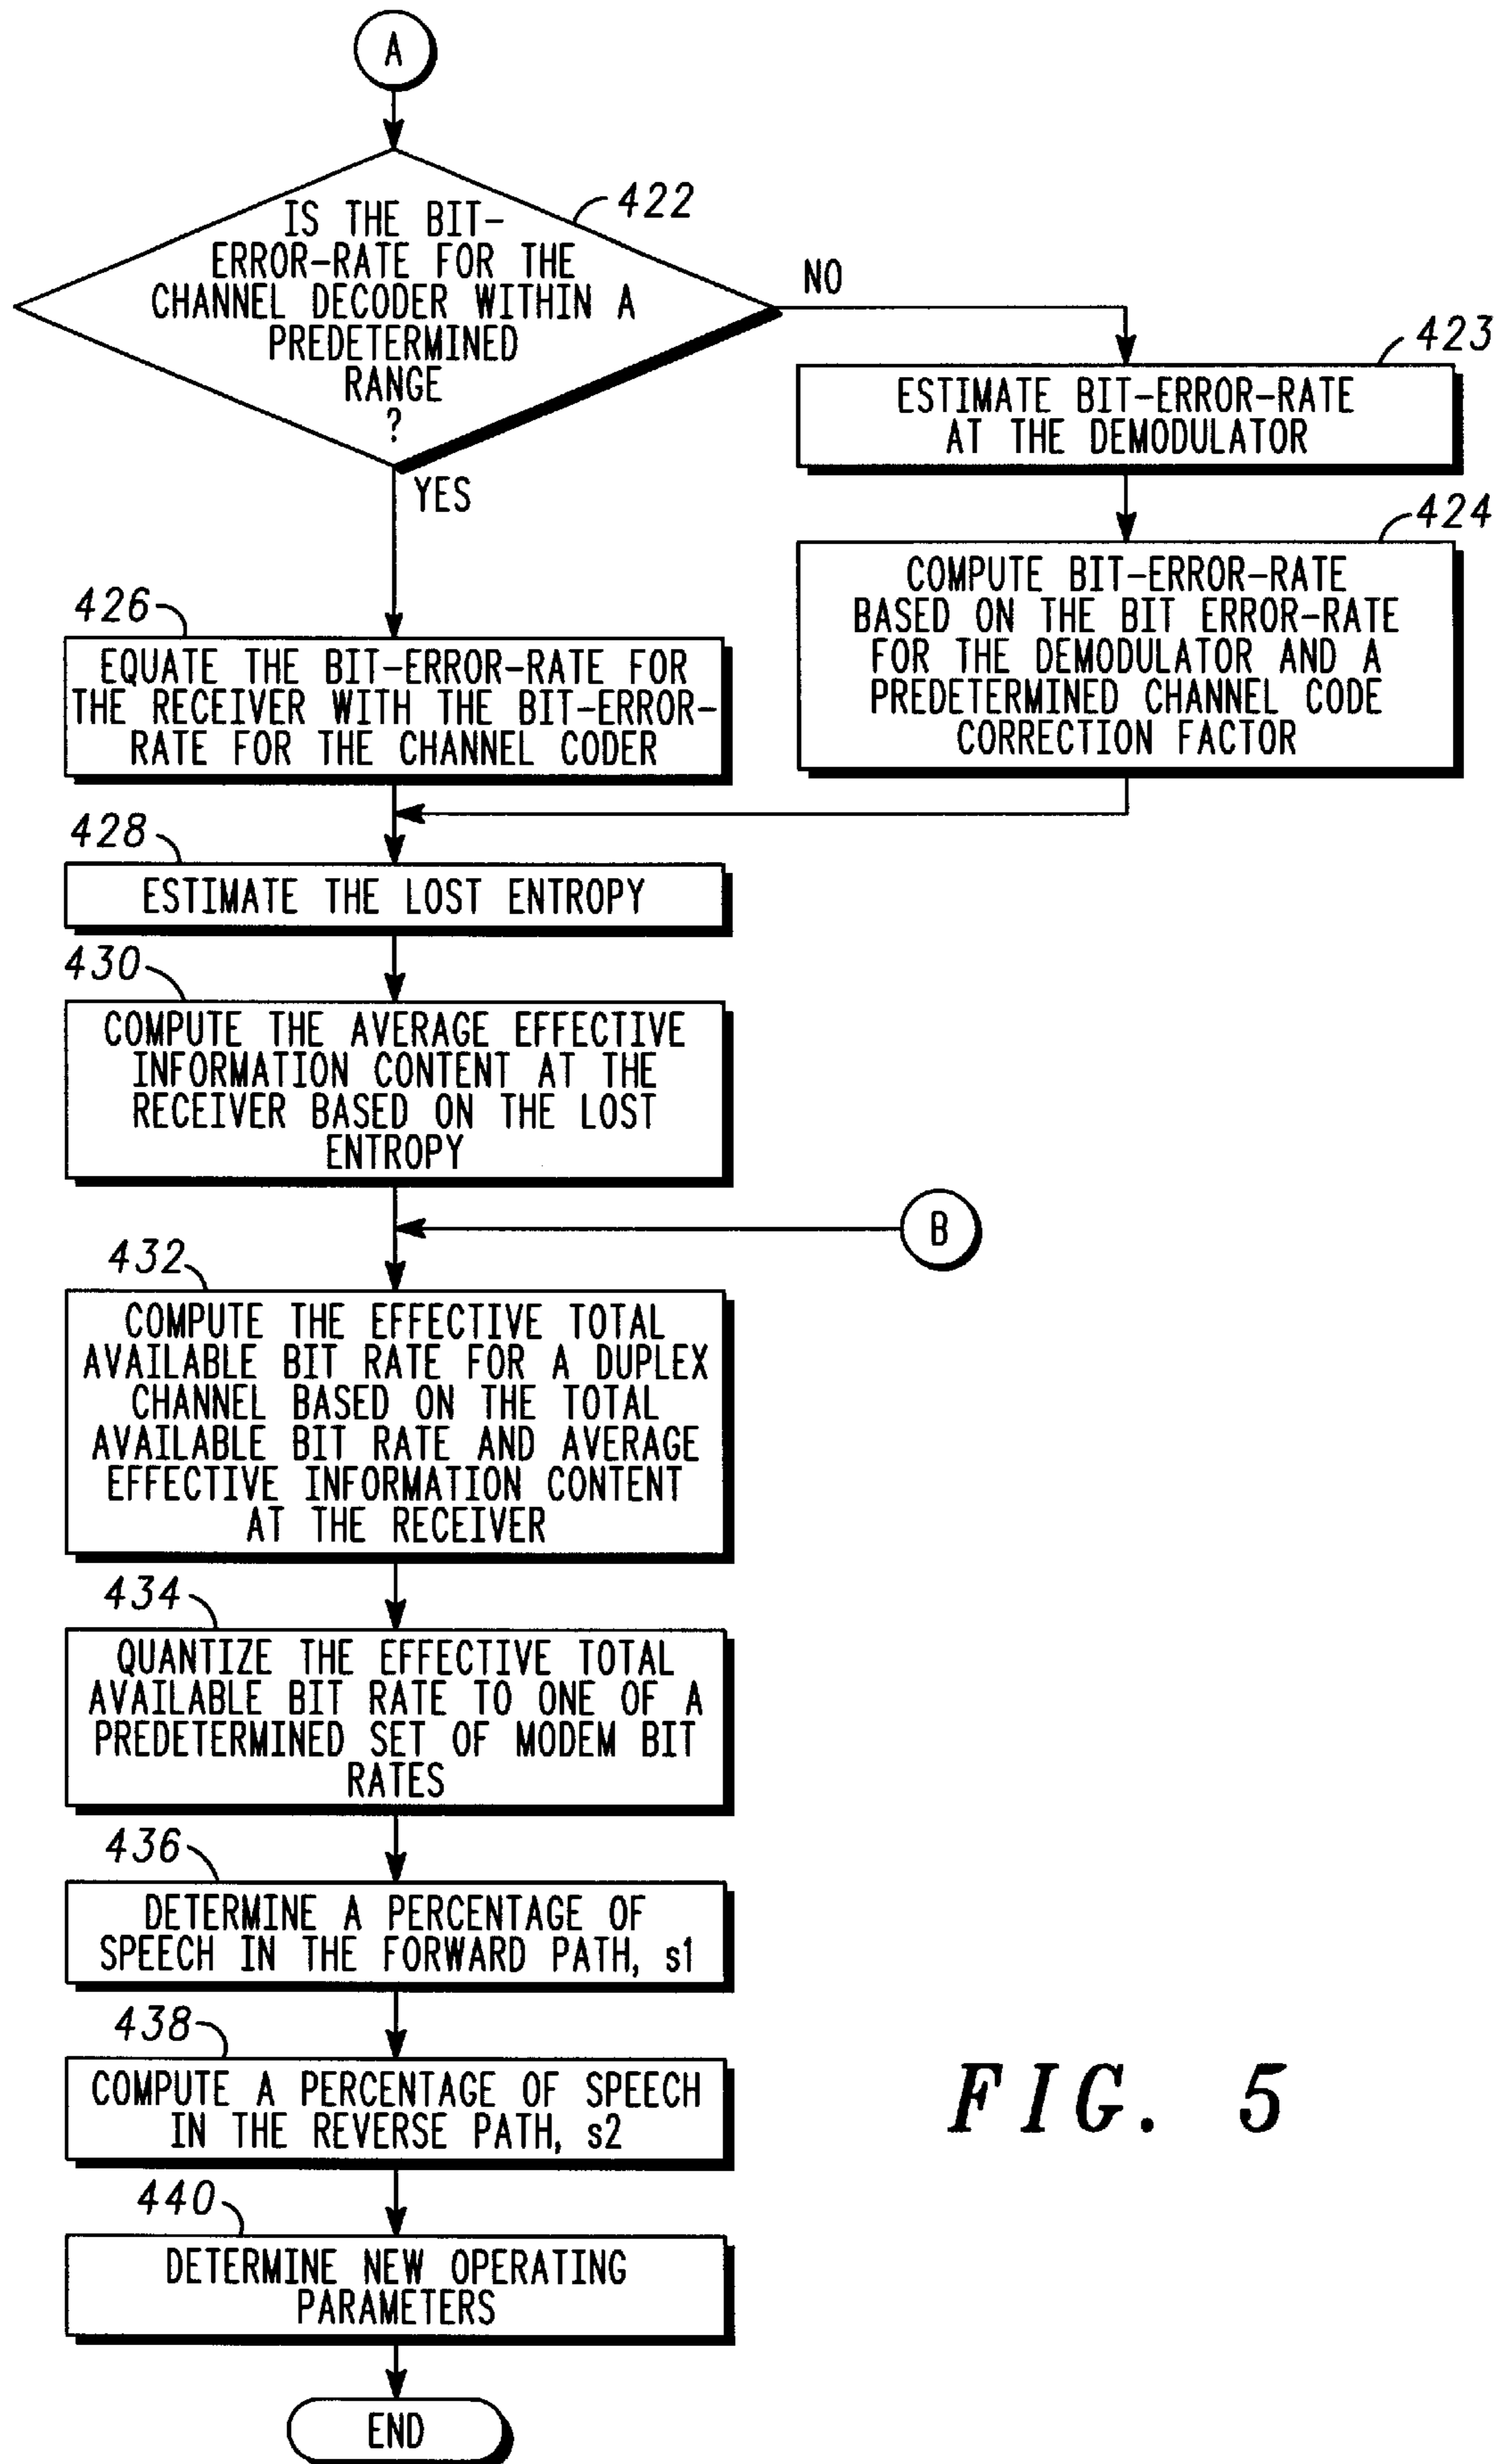 A
422
IS THE BIT-
ERROR-RATE FOR THE
CHANNEL DECODER WITHIN A
PREDETERMINED
RANGE
?
NO
YES
423
ESTIMATE BIT-ERROR-RATE
AT THE DEMODULATOR
424
COMPUTE BIT-ERROR-RATE
BASED ON THE BIT ERROR-RATE
FOR THE DEMODULATOR AND A
PREDETERMINED CHANNEL CODE
CORRECTION FACTOR
426
EQUATE THE BIT-ERROR-RATE FOR
THE RECEIVER WITH THE BIT-ERROR-
RATE FOR THE CHANNEL CODER
428
ESTIMATE THE LOST ENTROPY
430
COMPUTE THE AVERAGE EFFECTIVE
INFORMATION CONTENT AT THE
RECEIVER BASED ON THE LOST
ENTROPY
B
432
COMPUTE THE EFFECTIVE TOTAL
AVAILABLE BIT RATE FOR A DUPLEX
CHANNEL BASED ON THE TOTAL
AVAILABLE BIT RATE AND AVERAGE
EFFECTIVE INFORMATION CONTENT
AT THE RECEIVER
434
QUANTIZE THE EFFECTIVE TOTAL
AVAILABLE BIT RATE TO ONE OF A
PREDETERMINED SET OF MODEM BIT
RATES
436
DETERMINE A PERCENTAGE OF
SPEECH IN THE FORWARD PATH, s1
438
COMPUTE A PERCENTAGE OF SPEECH
IN THE REVERSE PATH, s2
440
DETERMINE NEW OPERATING
PARAMETERS
END
FIG. 5